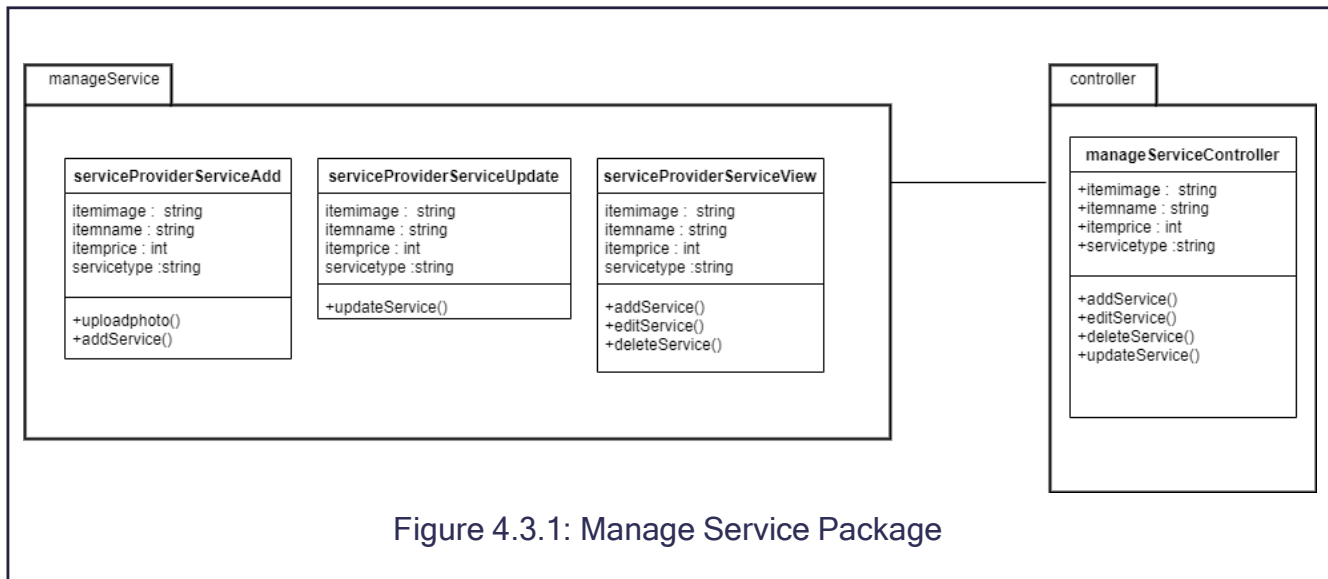 manageService
serviceProviderServiceAdd
itemimage :  string
itemname : string
itemprice : int
servicetype :string
+uploadphoto()
+addService()
serviceProviderServiceUpdate
itemimage :  string
itemname : string
itemprice : int
servicetype :string
+updateService()
serviceProviderServiceView
itemimage :  string
itemname : string
itemprice : int
servicetype :string
+addService()
+editService()
+deleteService()
controller
manageServiceController
+itemimage :  string
+itemname : string
+itemprice : int
+servicetype :string
+addService()
+editService()
+deleteService()
+updateService()
Figure 4.3.1: Manage Service Package